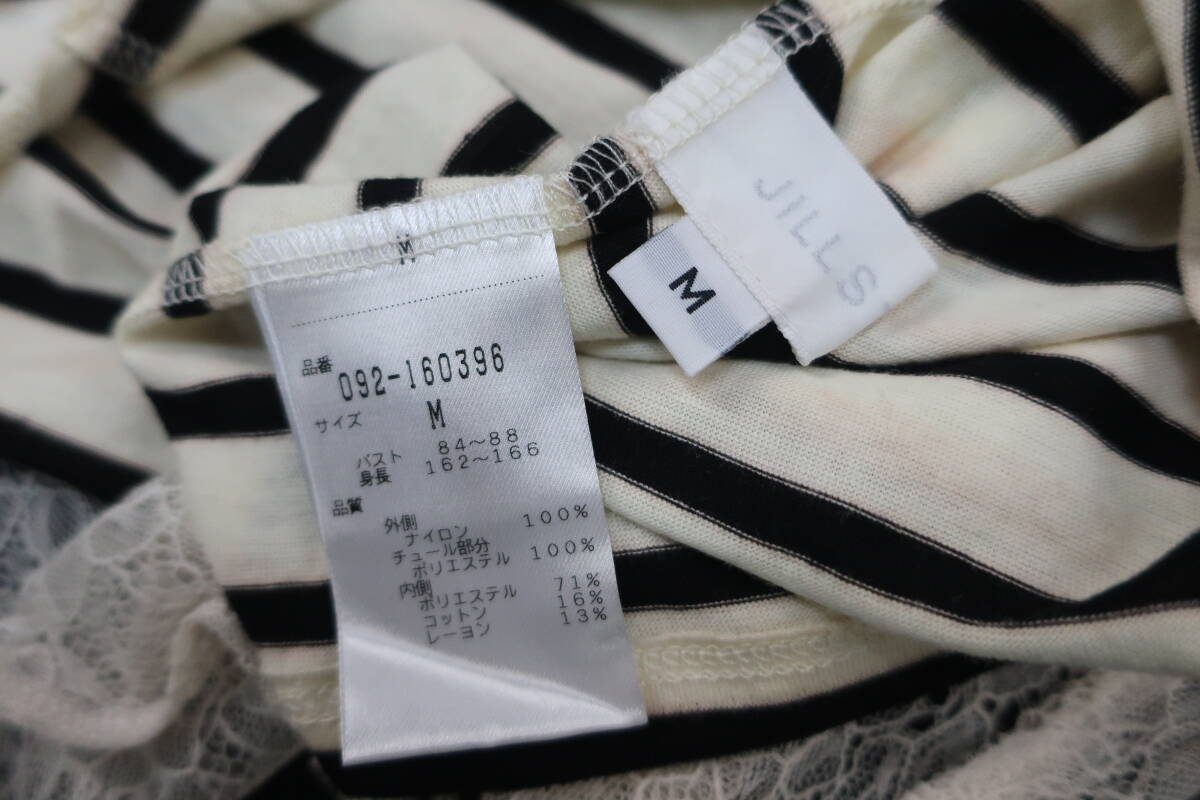 M
品番
092-160396
サイズ M
バスト 84～88
身長 162～166
品質
外側
ナイロン 100%
チュール部分
ポリエステル 100%
内側
ポリエステル 71%
コットン 16%
レーヨン 13%
M
JILLS